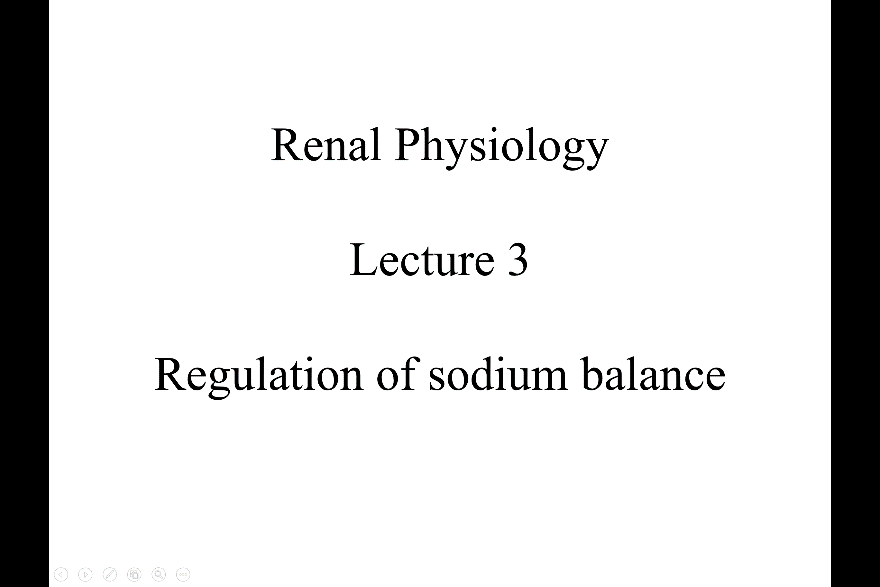 Renal Physiology
Lecture 3
Regulation of sodium balance